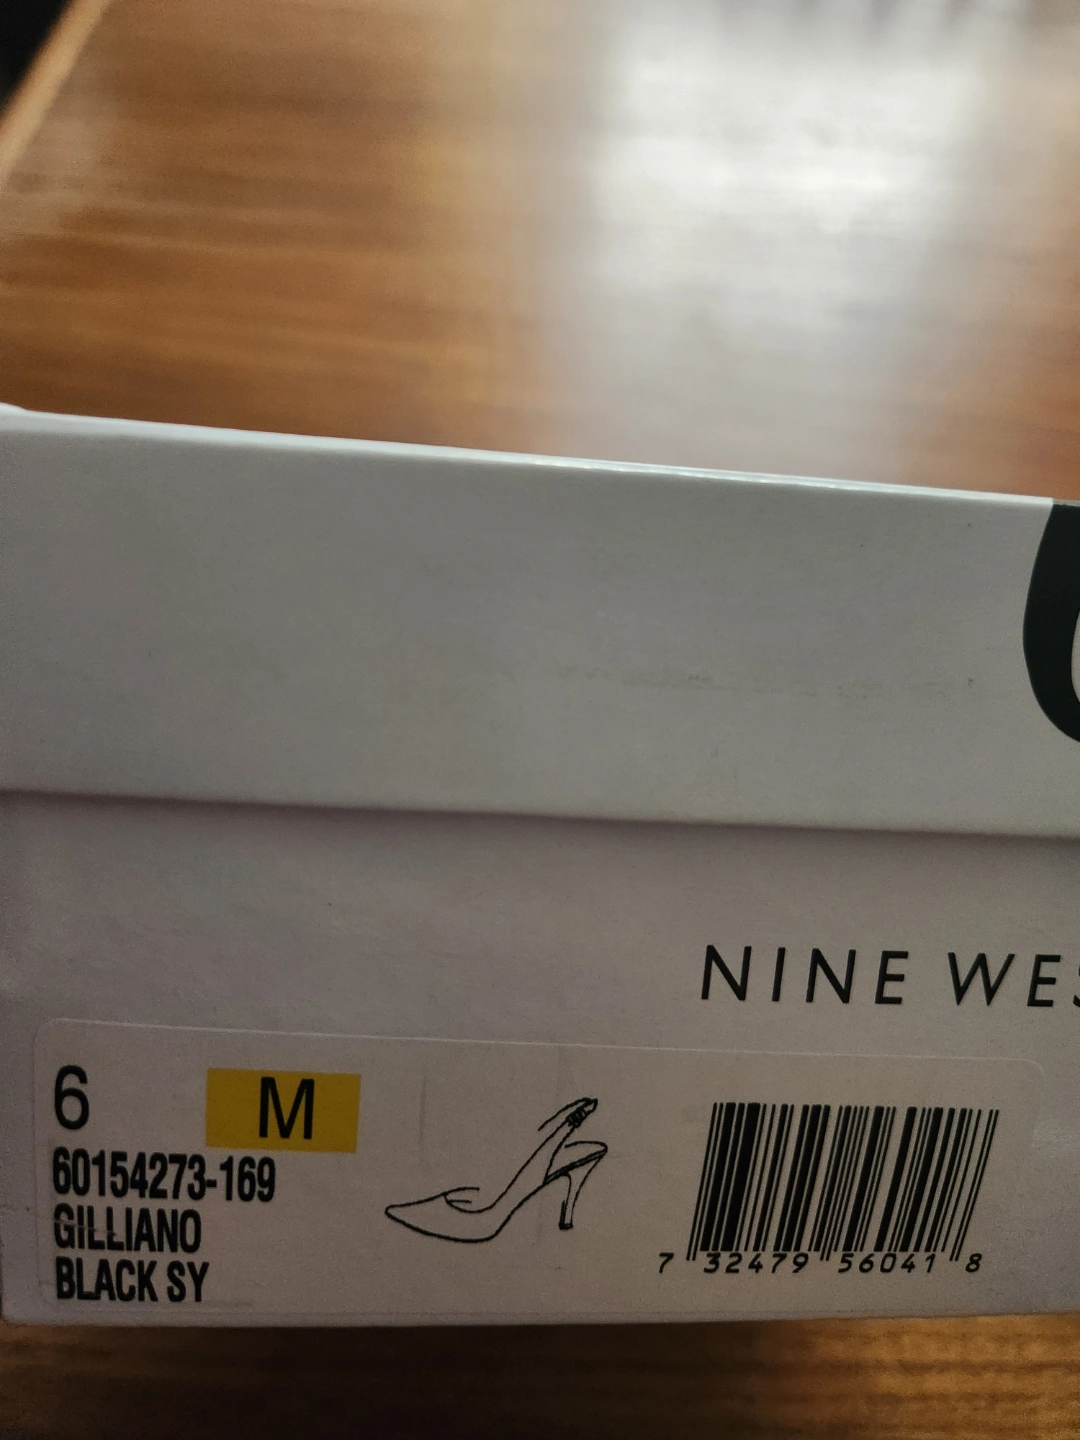 NINE WES
6 M
60154273-169
GILLIANO
BLACK SY
7 32479 56041 8